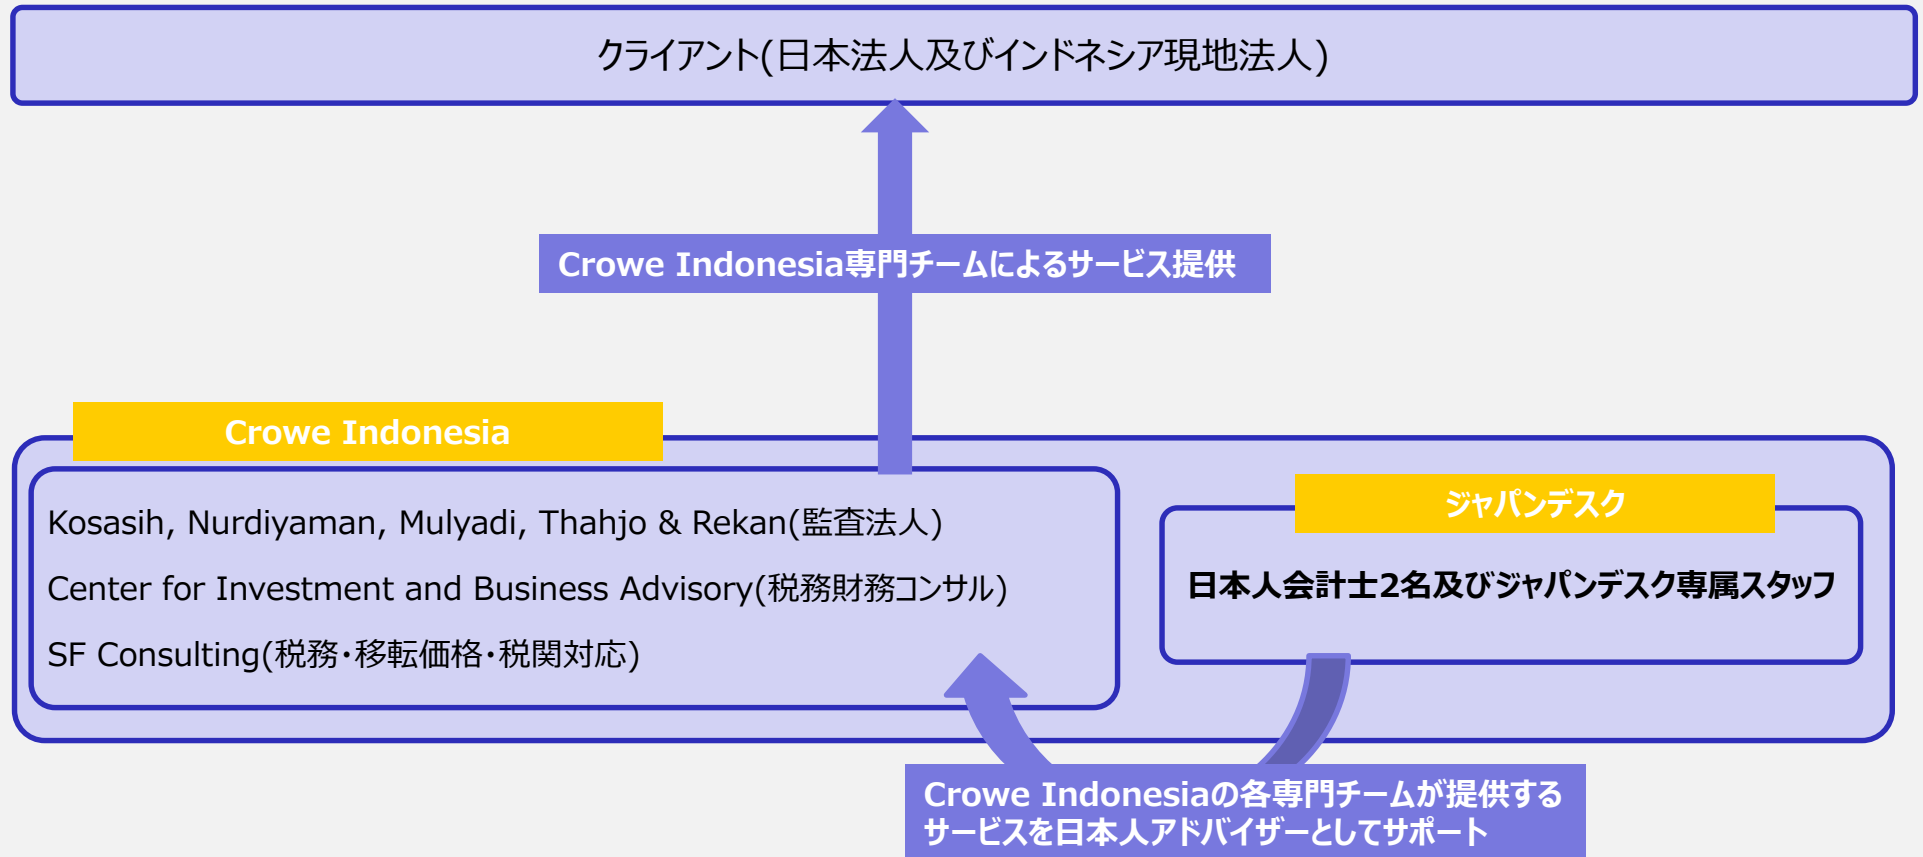 クライアント(日本法人及びインドネシア現地法人)
Crowe Indonesia専門チームによるサービス提供
Crowe Indonesia
Kosasih, Nurdiyaman, Mulyadi, Thahjo & Rekan(監査法人)
Center for Investment and Business Advisory(税務財務コンサル)
SF Consulting(税務・移転価格・税関対応)
ジャパンデスク
日本人会計士2名及びジャパンデスク専属スタッフ
Crowe Indonesiaの各専門チームが提供する
サービスを日本人アドバイザーとしてサポート